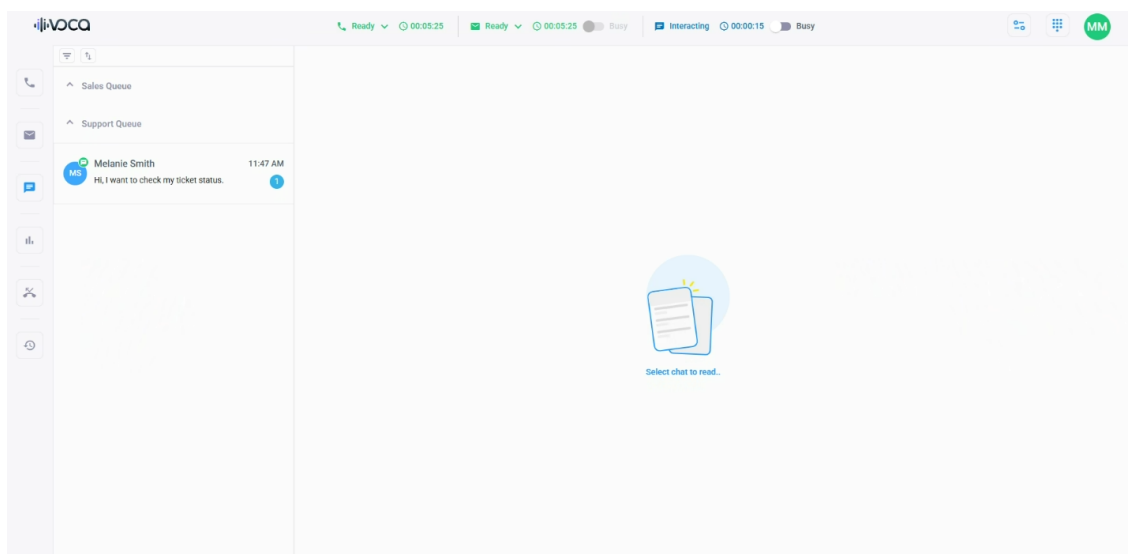 VOCA
Ready 00:05:25 Ready 00:05:25 Busy Interacting 00:00:15 Busy MM
Sales Queue
Support Queue
Melanie Smith 11:47 AM
MS Hi, I want to check my ticket status. 1
Select chat to read..